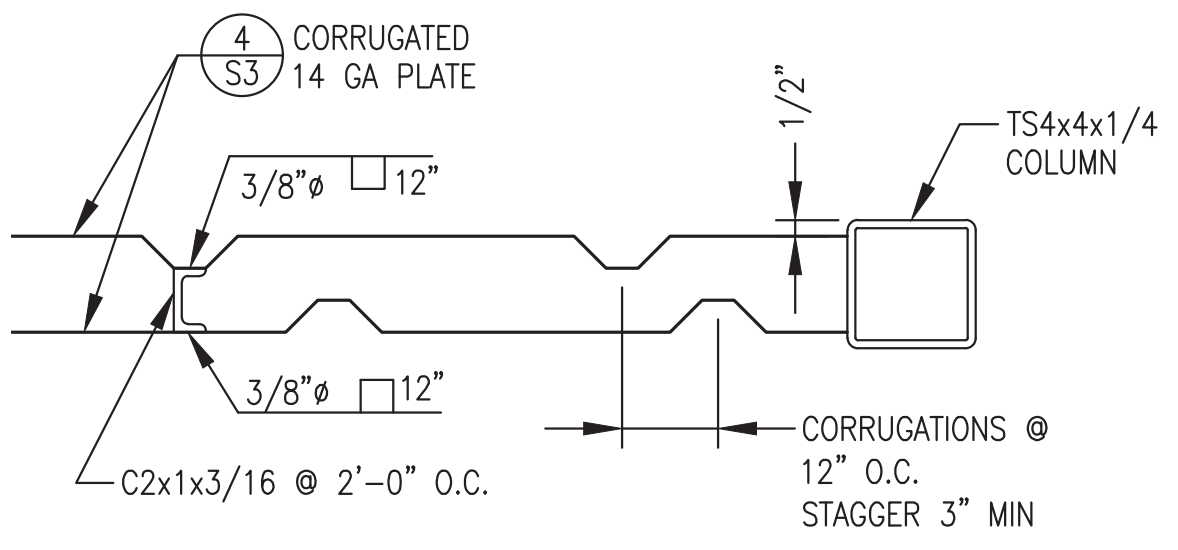 4
S3
CORRUGATED
14 GA PLATE
1/2”
TS4x4x1/4
COLUMN
3/8”ø 12”
3/8”ø 12”
C2x1x3/16 @ 2’-0” O.C.
CORRUGATIONS @
12” O.C.
STAGGER 3” MIN